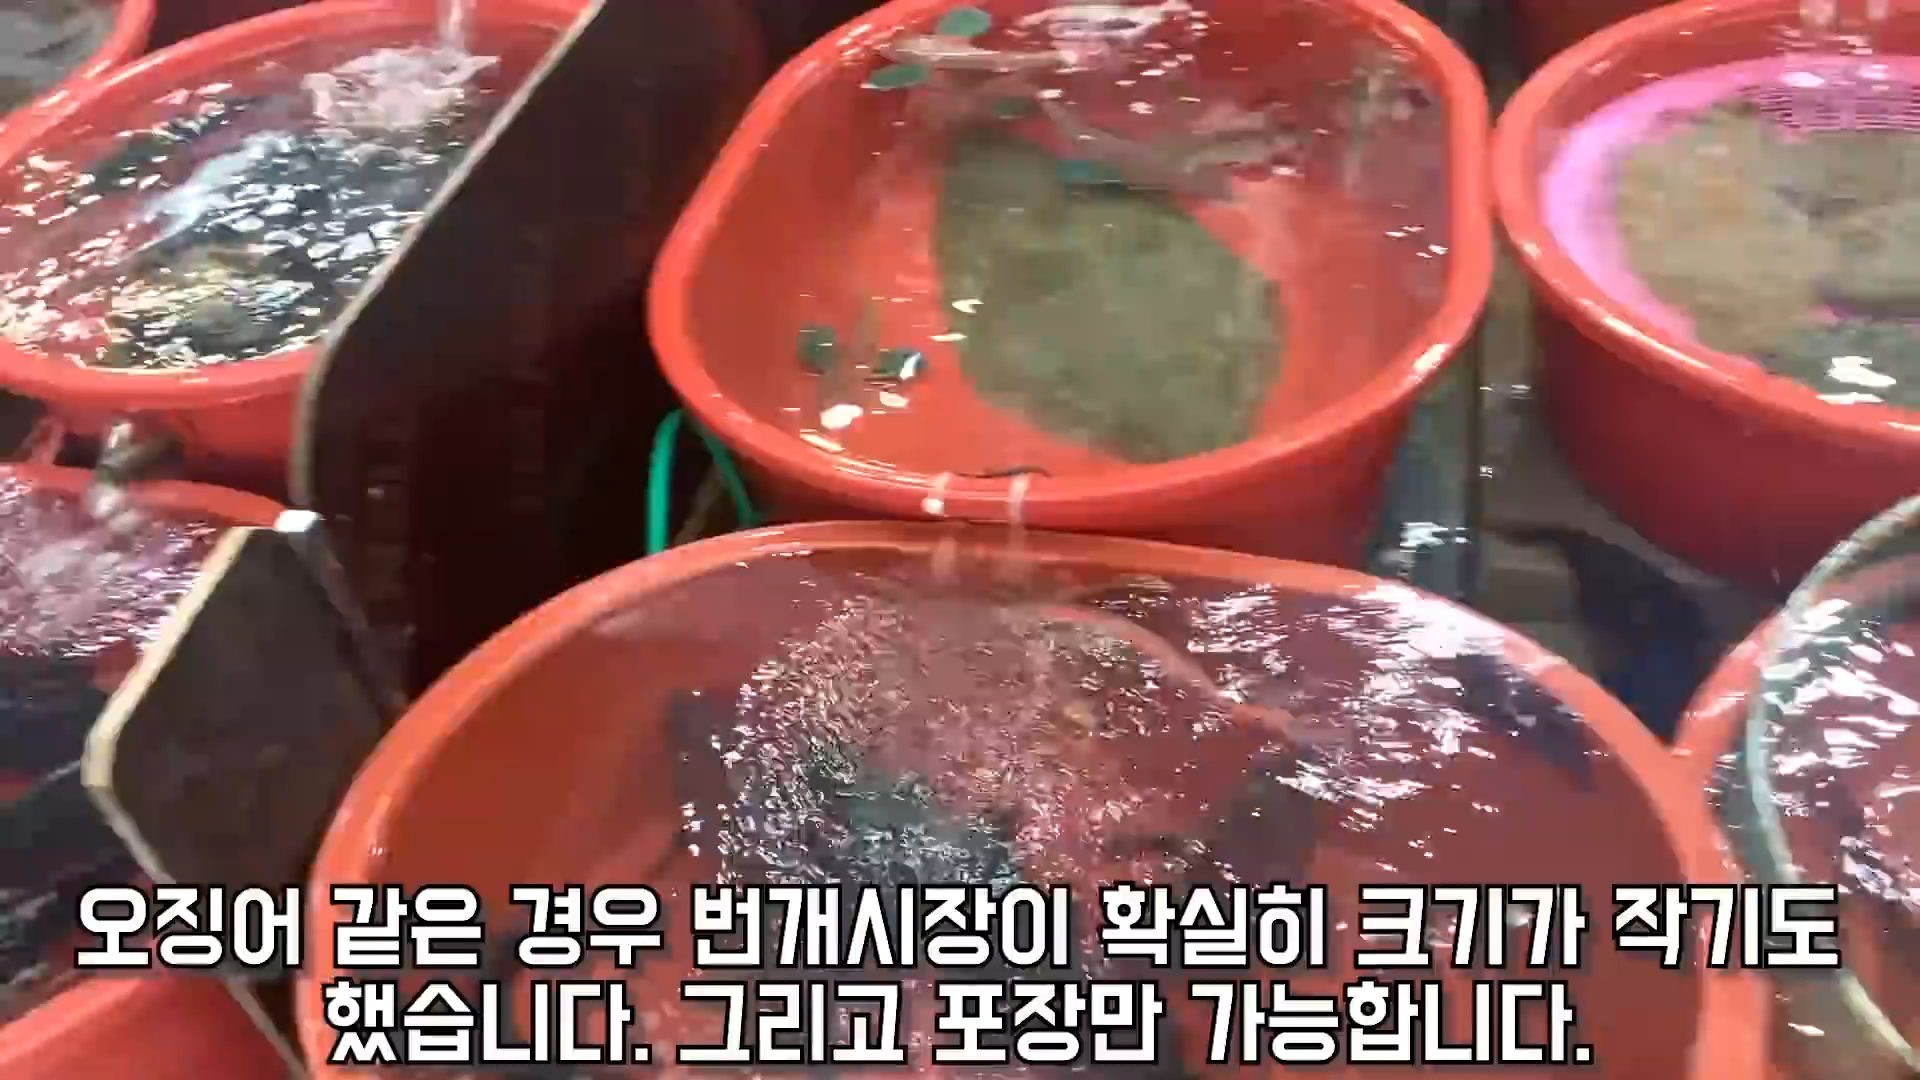 오징어 같은 경우 번개시장이 확실히 크기가 작기도
했습니다. 그리고 포장만 가능합니다.